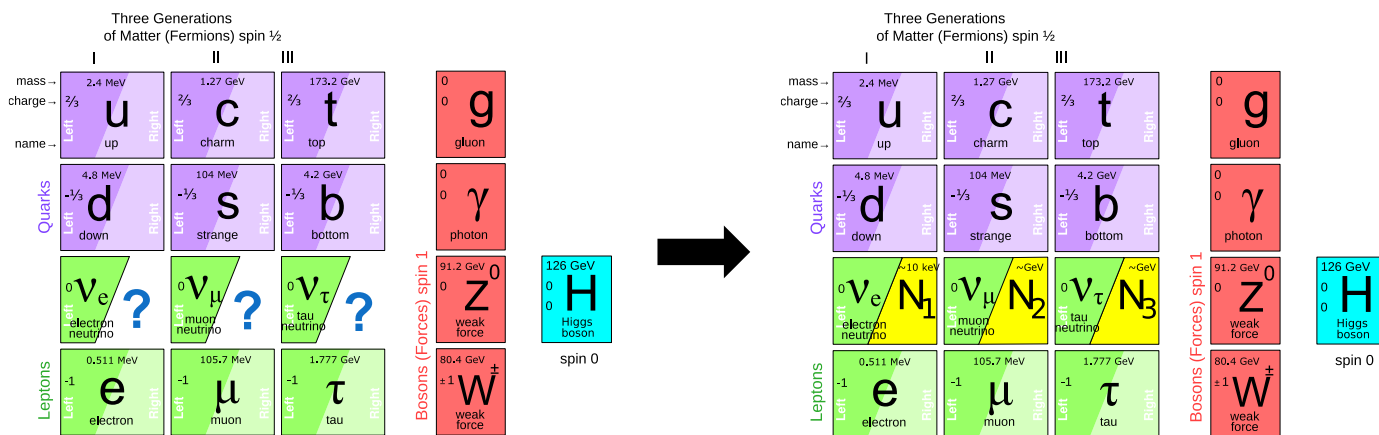 Three Generations
of Matter (Fermions) spin ½
I II III
mass→ 2.4 MeV 1.27 GeV 173.2 GeV 0
charge→ ⅔ u ⅔ c ⅔ t 0 g
Left Right Left Right Left Right
name→ up charm top gluon
Quarks
4.8 MeV 104 MeV 4.2 GeV 0
-⅓ d -⅓ s -⅓ b 0 γ
Left Right Left Right Left Right
down strange bottom photon
Bosons (Forces) spin 1
91.2 GeV 126 GeV
0 νe ? 0 νμ ? 0 ντ ? 0 Z0 0 0 H
Left Left Left
electron neutrino muon neutrino tau neutrino weak force Higgs boson
spin 0
Leptons
0.511 MeV 105.7 MeV 1.777 GeV 80.4 GeV
-1 e -1 μ -1 τ ±1 W±
Left Right Left Right Left Right
electron muon tau weak force
Three Generations
of Matter (Fermions) spin ½
I II III
mass→ 2.4 MeV 1.27 GeV 173.2 GeV 0
charge→ ⅔ u ⅔ c ⅔ t 0 g
Left Right Left Right Left Right
name→ up charm top gluon
Quarks
4.8 MeV 104 MeV 4.2 GeV 0
-⅓ d -⅓ s -⅓ b 0 γ
Left Right Left Right Left Right
down strange bottom photon
Bosons (Forces) spin 1
~10 keV ~GeV ~GeV 91.2 GeV 126 GeV
0 νe N1 0 νμ N2 0 ντ N3 0 Z0 0 0 H
Left Left Left
electron neutrino muon neutrino tau neutrino weak force Higgs boson
spin 0
Leptons
0.511 MeV 105.7 MeV 1.777 GeV 80.4 GeV
-1 e -1 μ -1 τ ±1 W±
Left Right Left Right Left Right
electron muon tau weak force